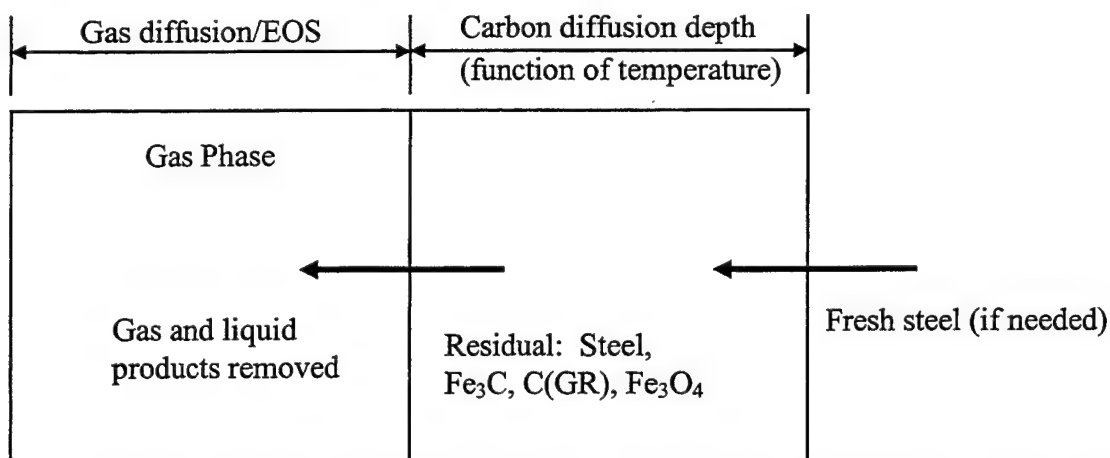 Gas diffusion/EOS
Carbon diffusion depth
(function of temperature)
Gas Phase
Gas and liquid
products removed
Residual: Steel,
Fe₃C, C(GR), Fe₃O₄
Fresh steel (if needed)